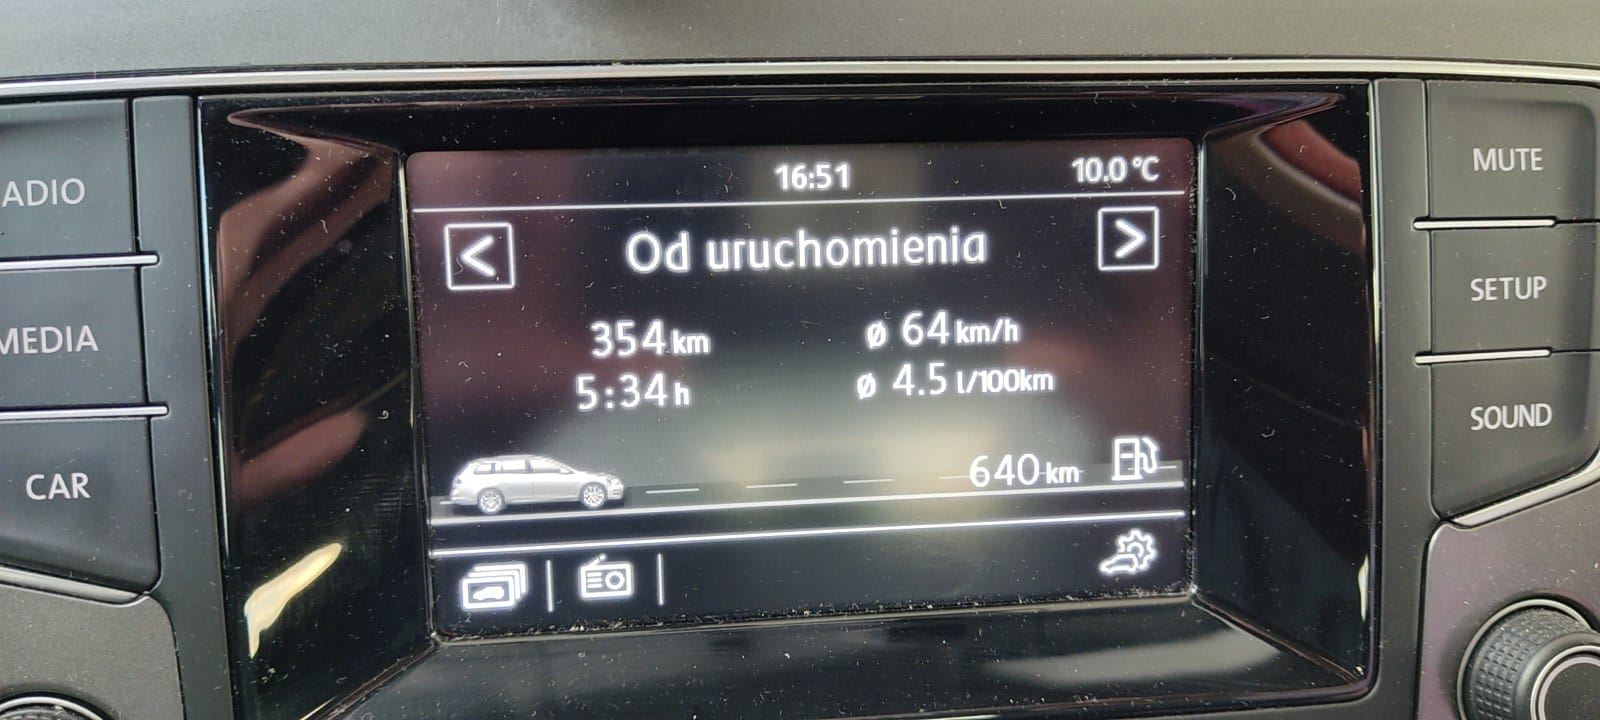 16:51 10.0 °C
< Od uruchomienia >
354 km ø 64 km/h
5:34 h ø 4.5 l/100km
640 km
ADIO
MEDIA
CAR
MUTE
SETUP
SOUND